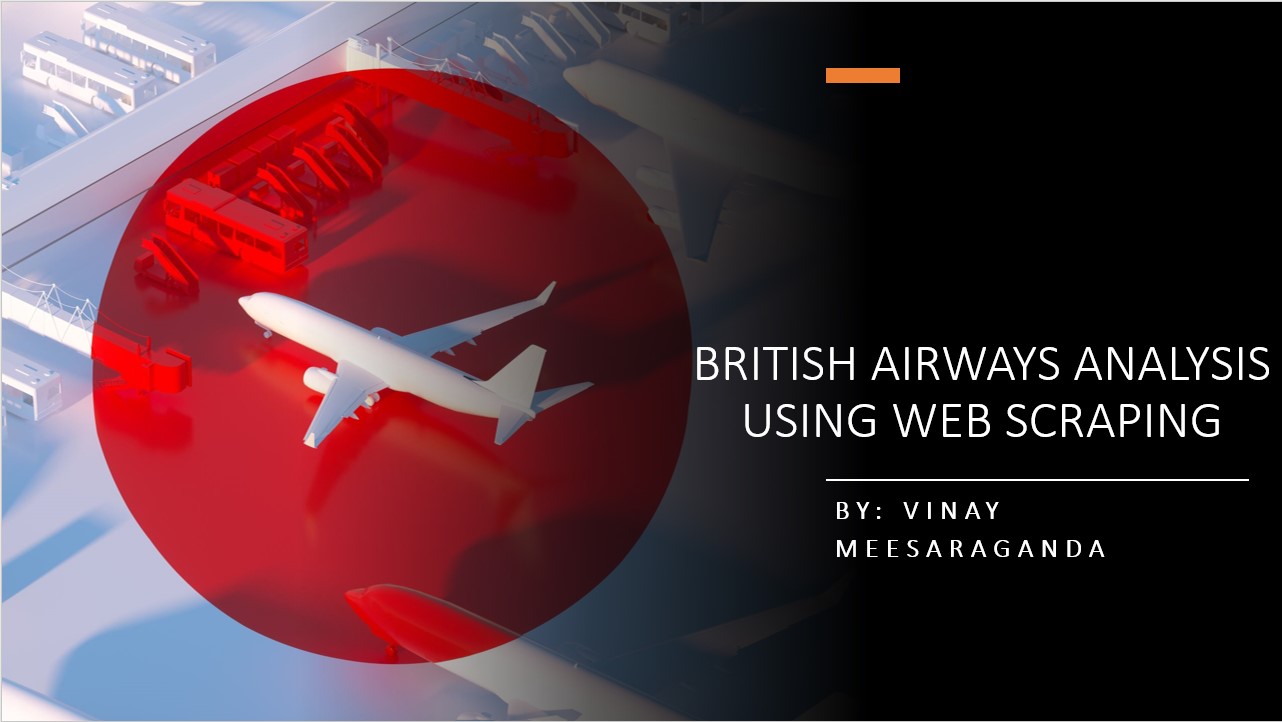 BRITISH AIRWAYS ANALYSIS
USING WEB SCRAPING
BY: VINAY
MEESARAGANDA